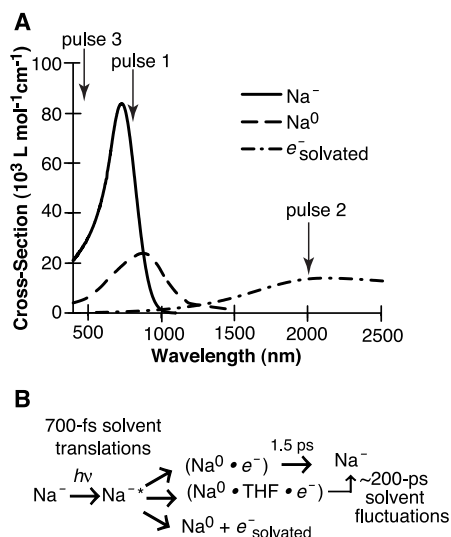 A
pulse 3
pulse 1
100
80
60
40
20
0
Cross-Section (10³ L mol⁻¹cm⁻¹)
Na⁻
Na⁰
e⁻solvated
pulse 2
500 1000 1500 2000 2500
Wavelength (nm)
B
700-fs solvent
translations
(Na⁰ • e⁻) 1.5 ps Na⁻
Na⁻ hν Na⁻* (Na⁰ • THF • e⁻) ~200-ps
solvent
fluctuations
Na⁰ + e⁻solvated